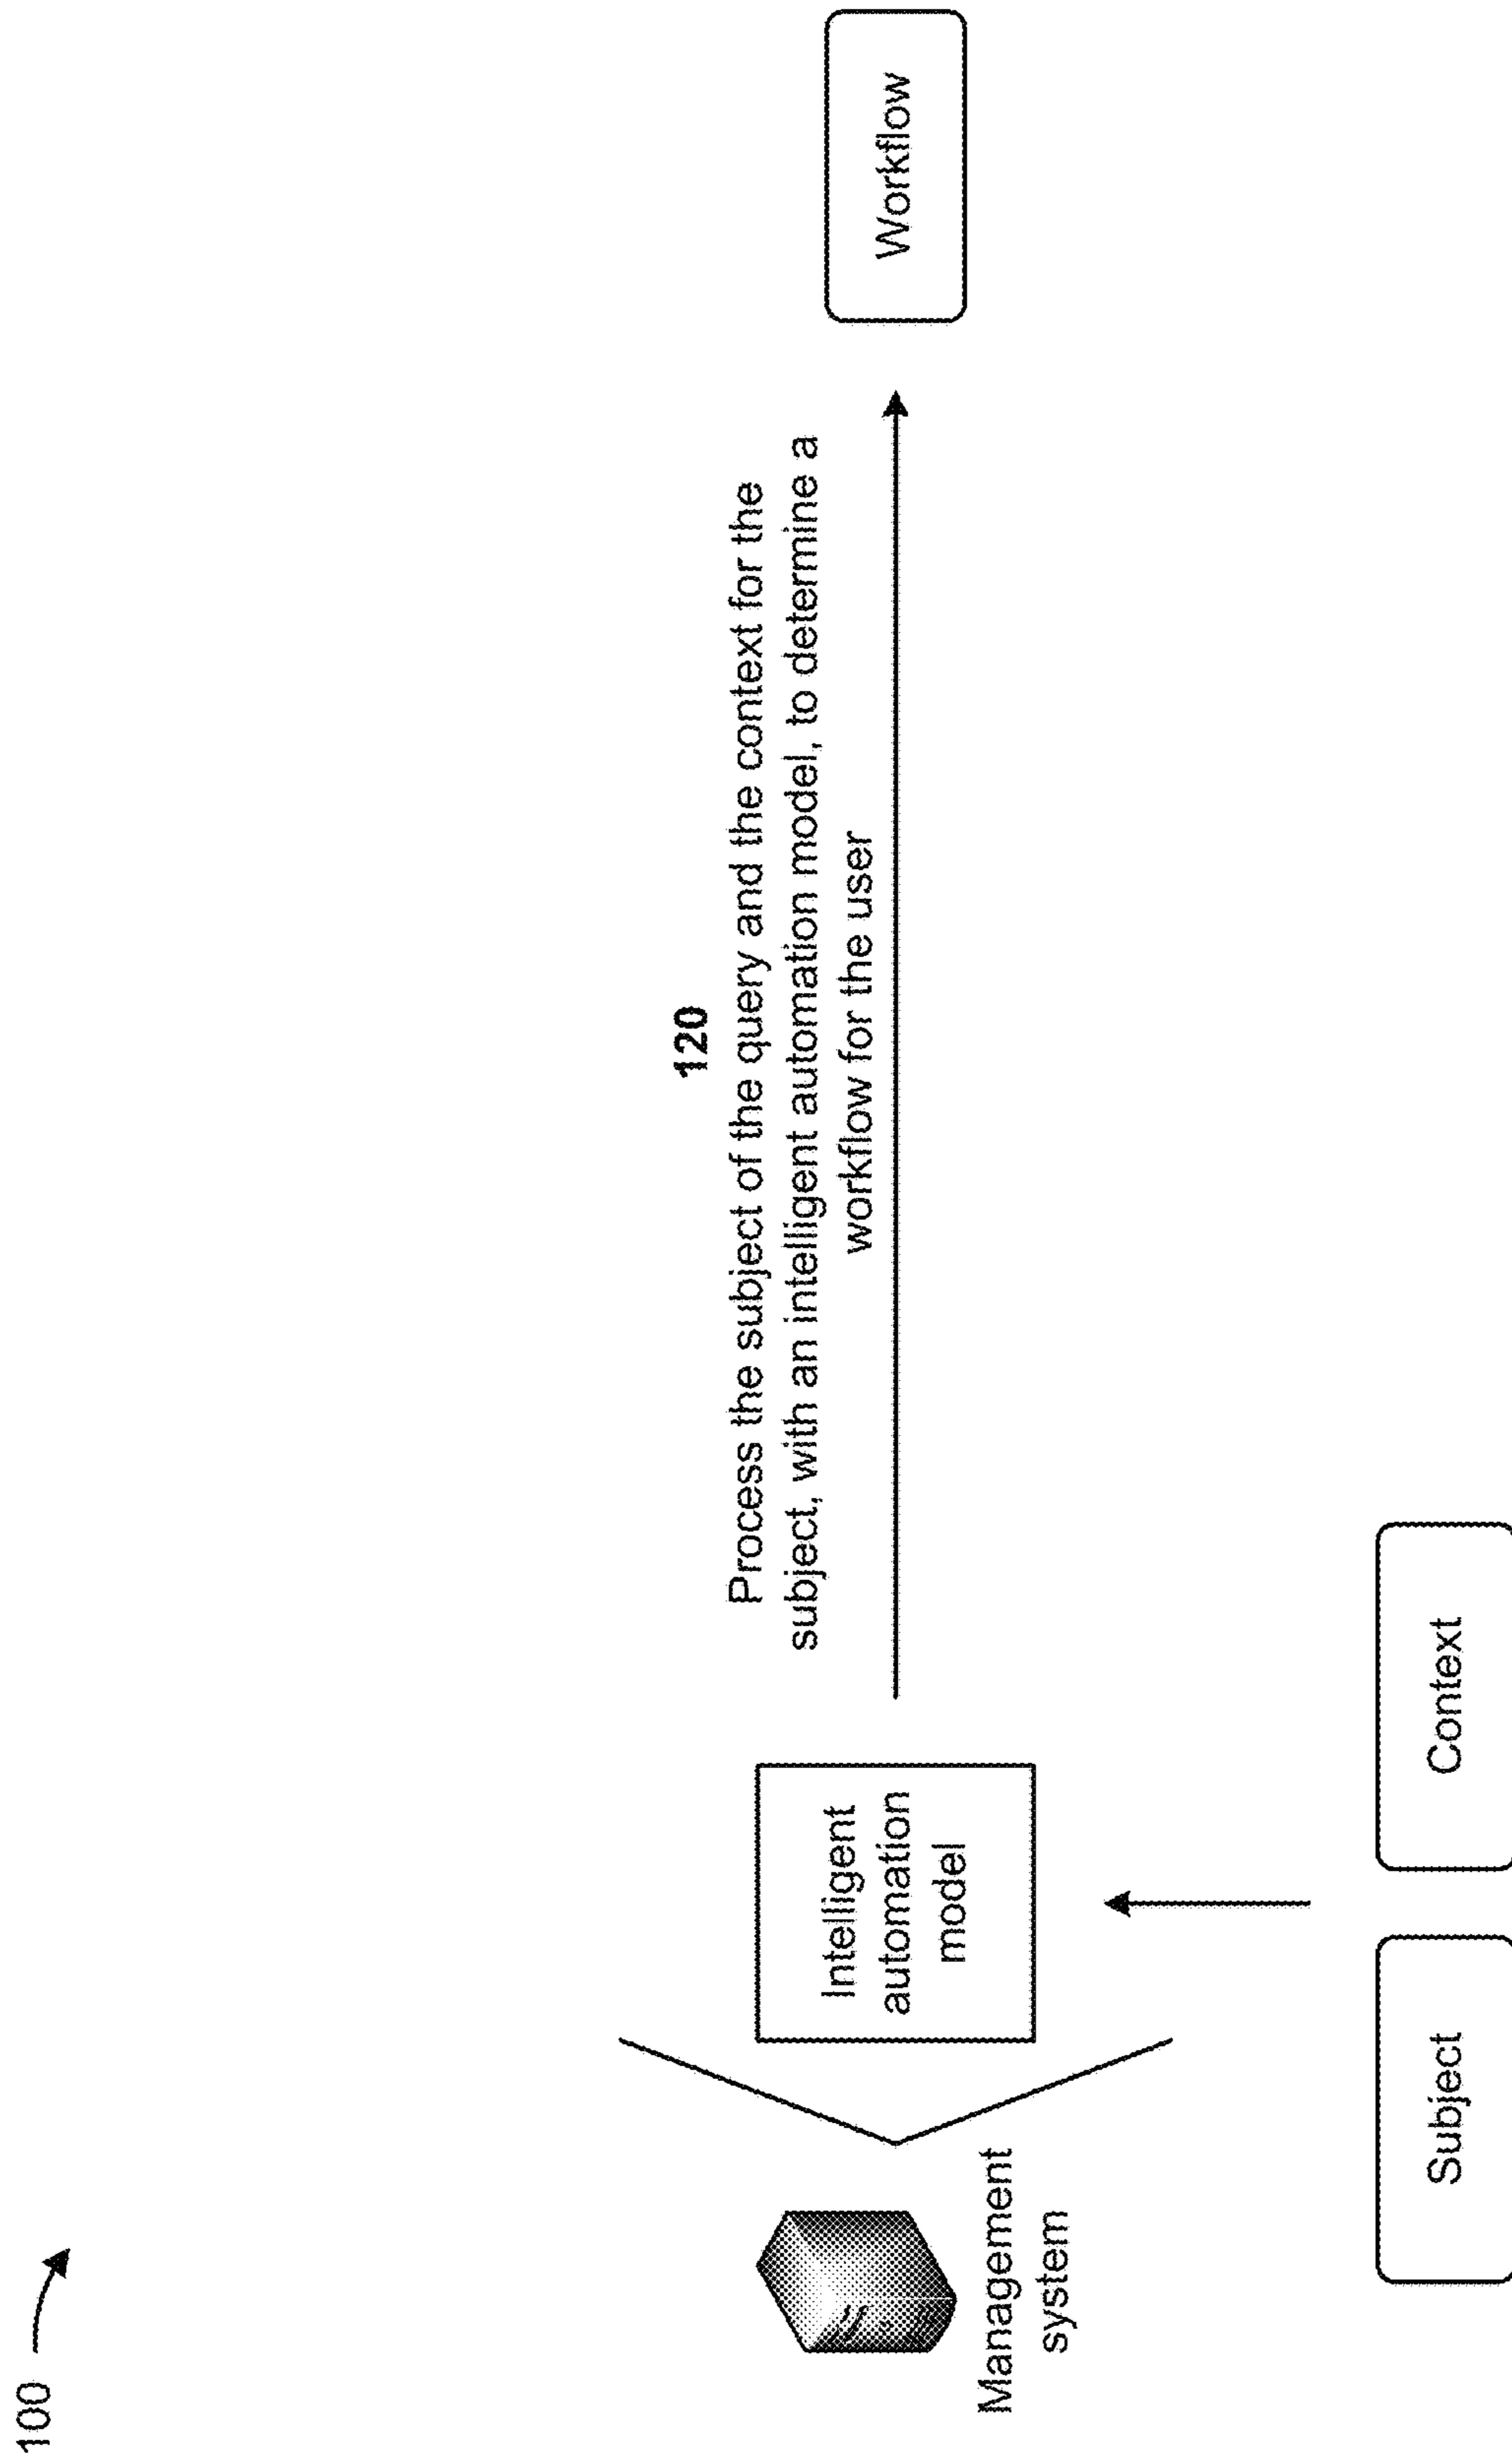 100
120
Process the subject of the query and the context for the
subject, with an intelligent automation model, to determine a
workflow for the user
Management
system
Intelligent
automation
model
Workflow
Subject
Context